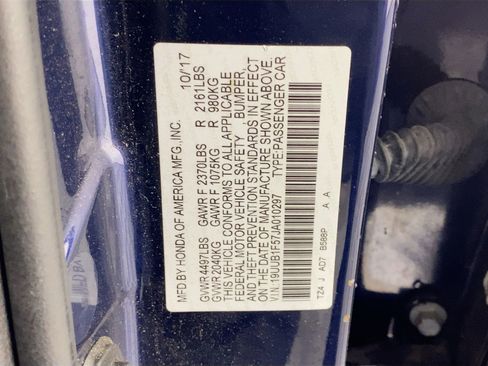 MFD BY HONDA OF AMERICA MFG., INC. 10/17
GVWR 4497LBS GAWR F 2370LBS R 2161LBS
GVWR 2040KG GAWR F 1075KG R 980KG
THIS VEHICLE CONFORMS TO ALL APPLICABLE
FEDERAL MOTOR VEHICLE SAFETY, BUMPER,
AND THEFT PREVENTION STANDARDS IN EFFECT
ON THE DATE OF MANUFACTURE SHOWN ABOVE.
V.I.N.:19UUB1F57JA010297 TYPE:PASSENGER CAR
TZ4 J AD7 B588P A A